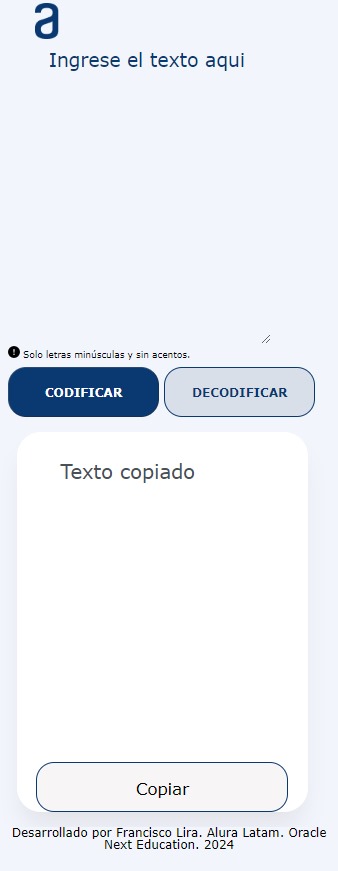 a
Ingrese el texto aqui
! Solo letras minúsculas y sin acentos.
CODIFICAR DECODIFICAR
Texto copiado
Copiar
Desarrollado por Francisco Lira. Alura Latam. Oracle
Next Education. 2024